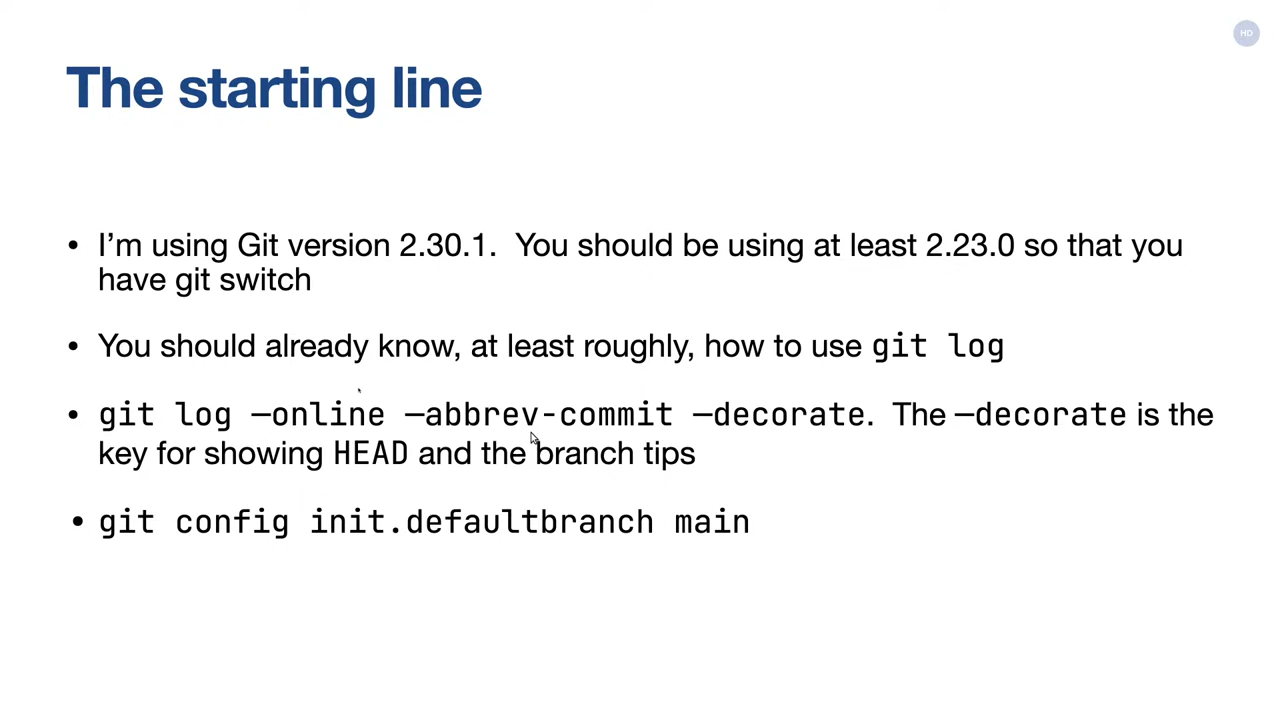 HD
The starting line
• I’m using Git version 2.30.1.  You should be using at least 2.23.0 so that you
have git switch
• You should already know, at least roughly, how to use git log
• git log —online —abbrev-commit —decorate.  The —decorate is the
key for showing HEAD and the branch tips
• git config init.defaultbranch main